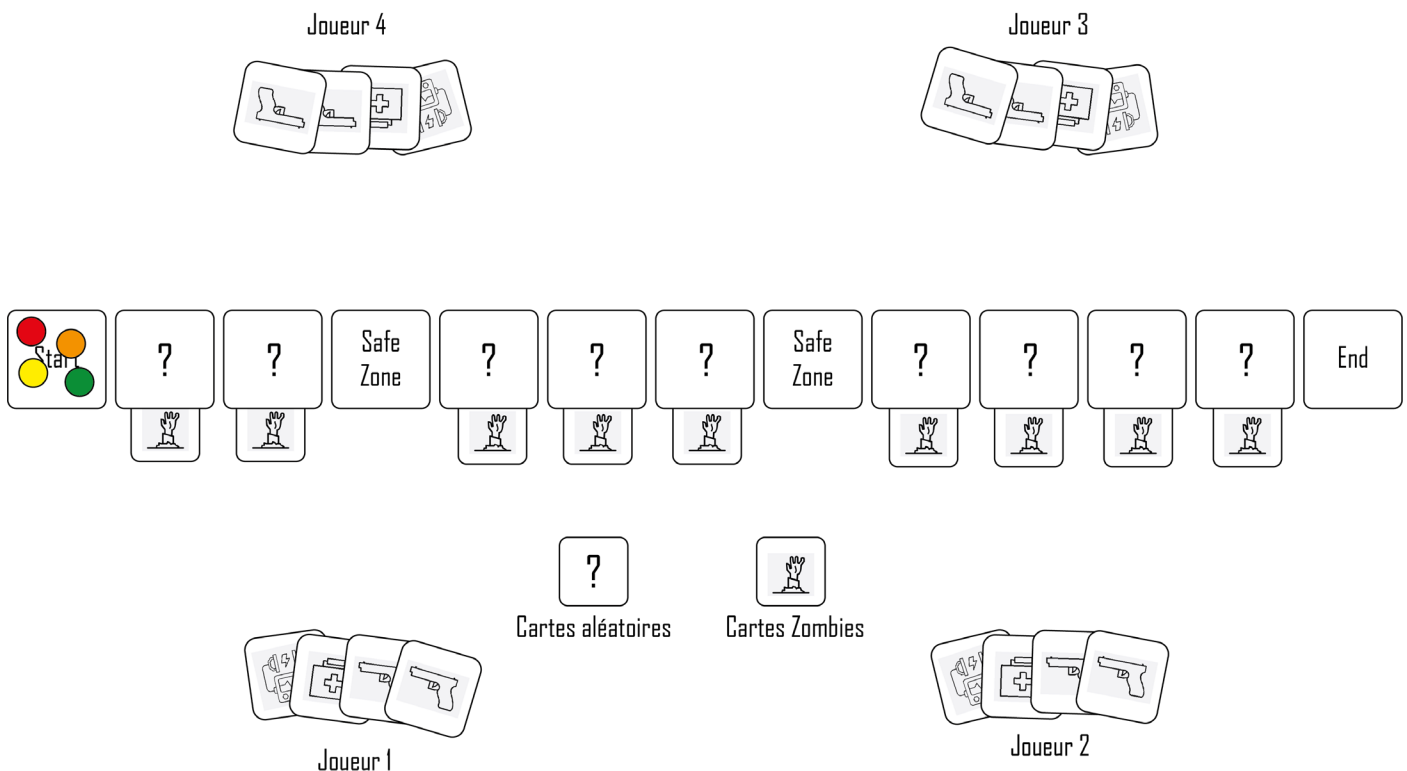 Joueur 4
Joueur 3
Start
?
?
Safe
Zone
?
?
?
Safe
Zone
?
?
?
?
End
?
Cartes aléatoires
Cartes Zombies
Joueur 1
Joueur 2